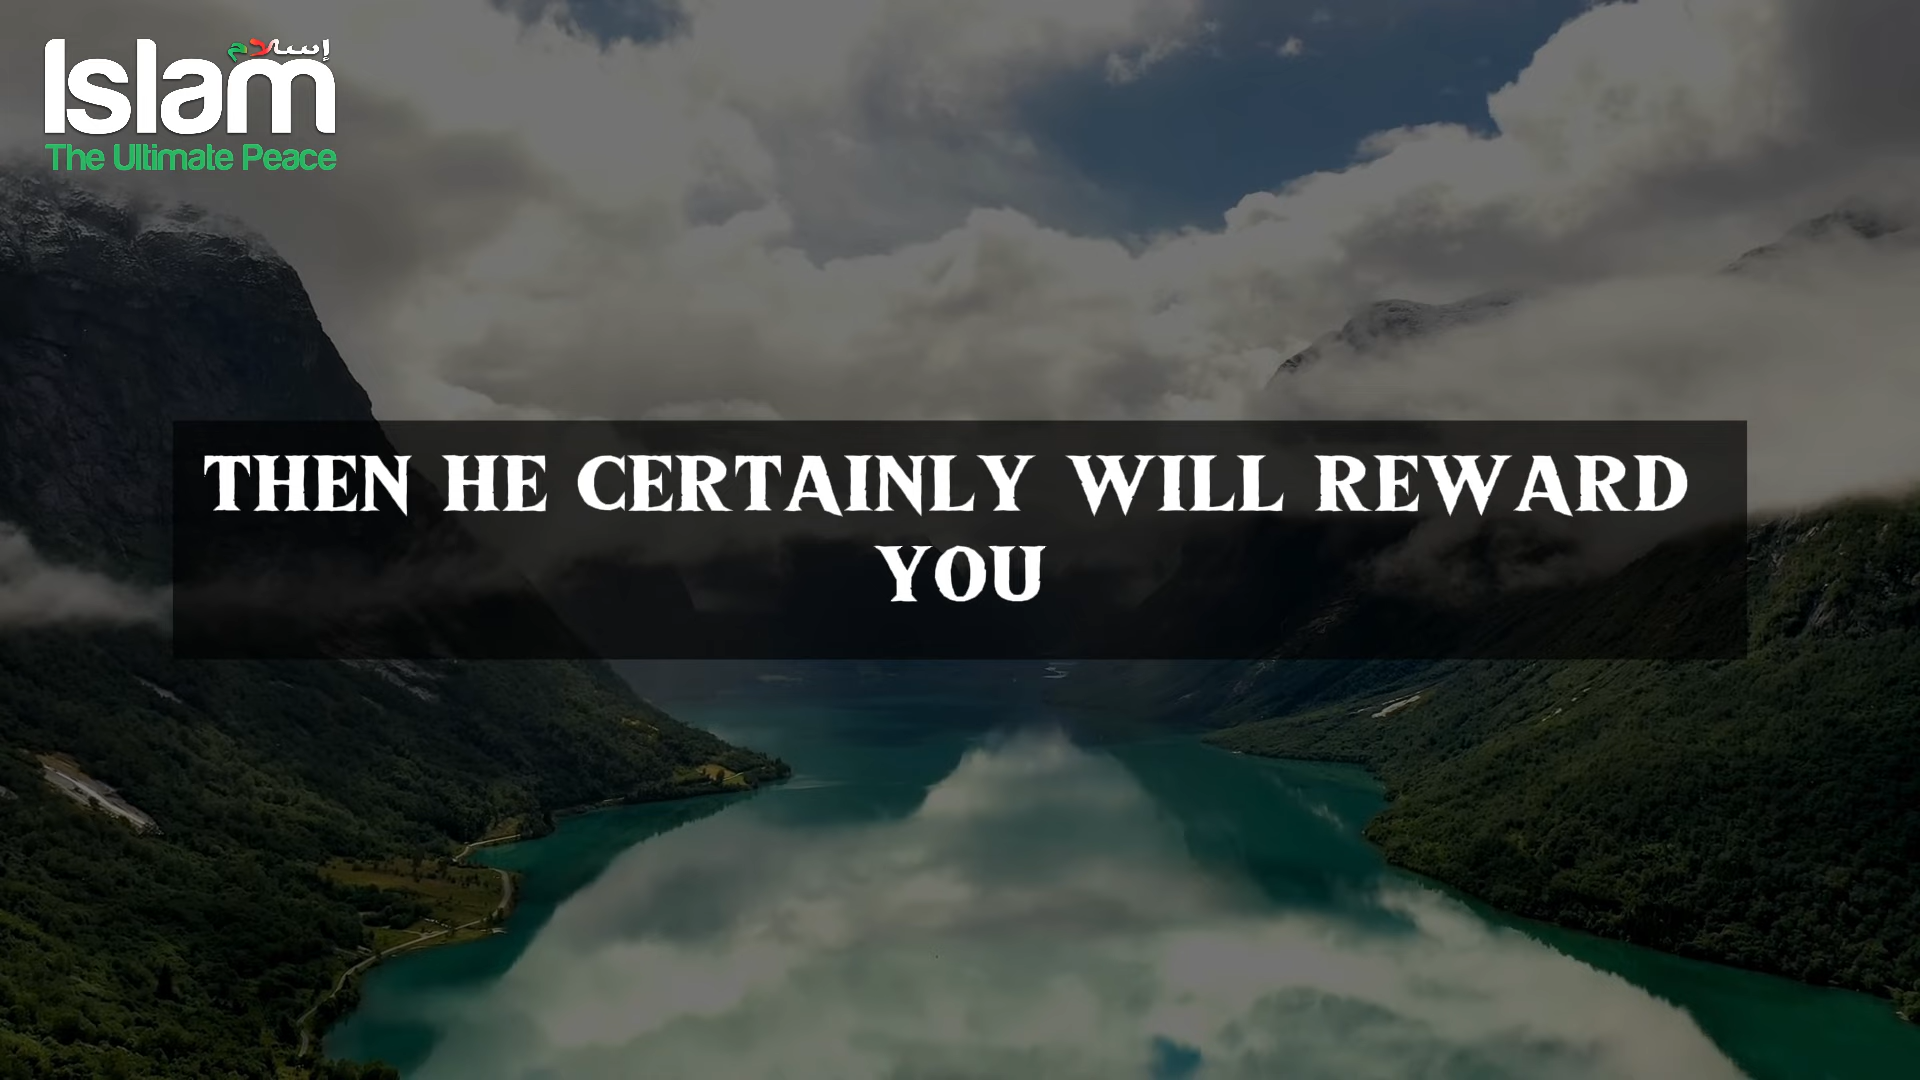 إسلام
Islam
The Ultimate Peace
THEN HE CERTAINLY WILL REWARD
YOU